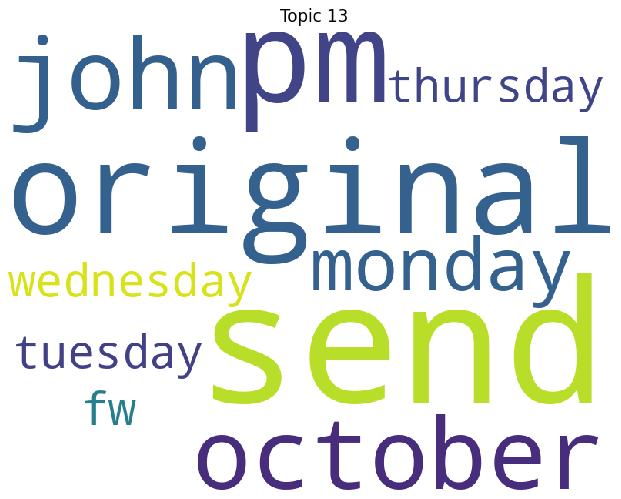 Topic 13
john pm thursday
original
monday
wednesday
send
tuesday
fw
october